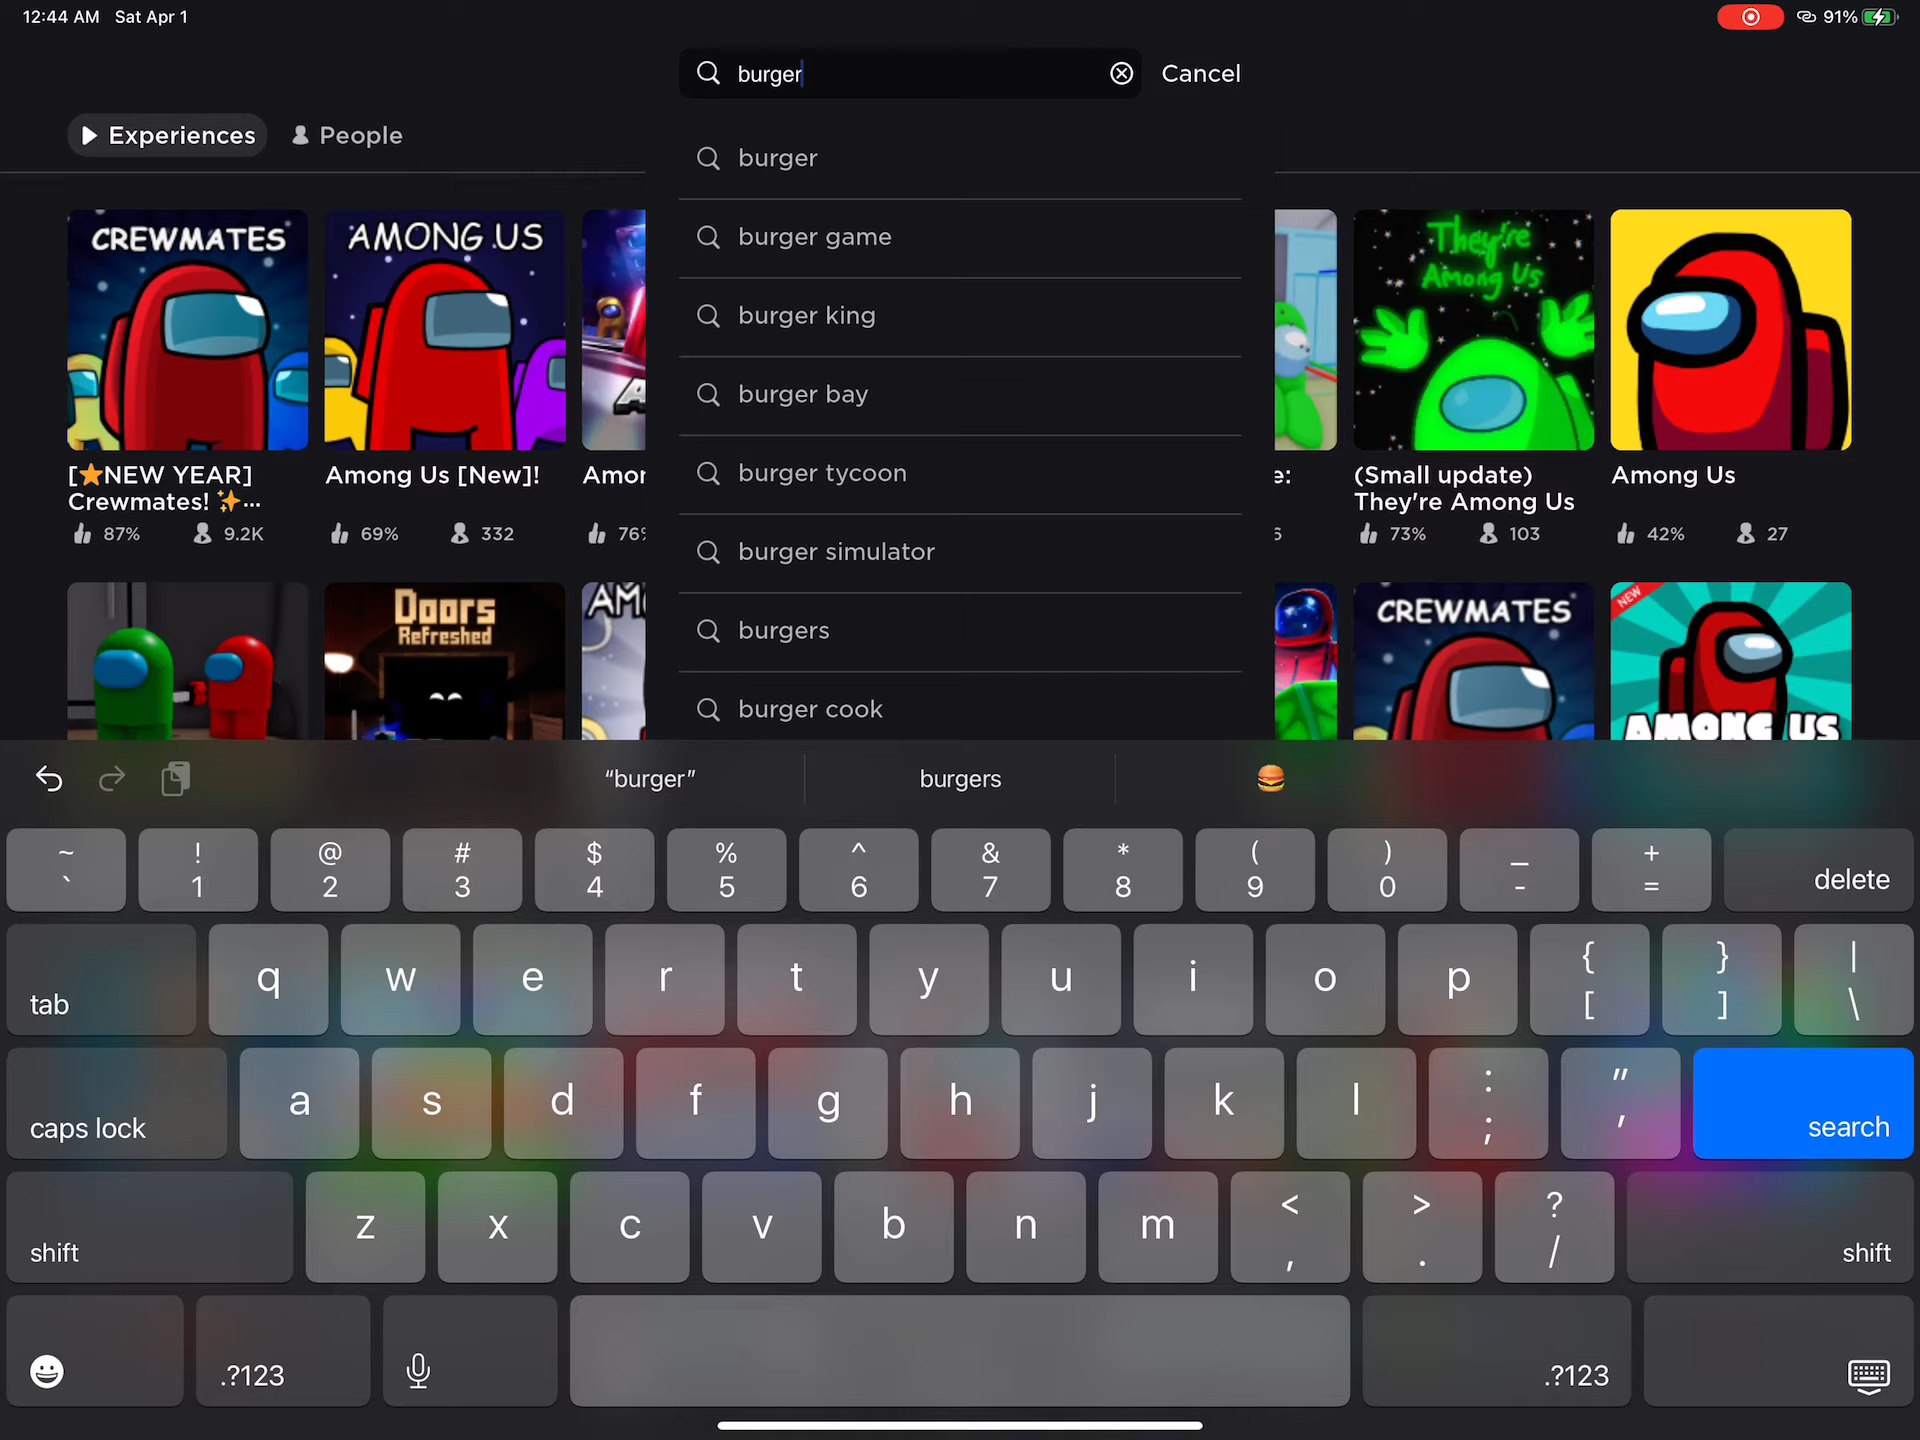 12:44 AM Sat Apr 1
91%
burger
Cancel
Experiences
People
burger
burger game
burger king
burger bay
burger tycoon
burger simulator
burgers
burger cook
CREWMATES
AMONG US
They're
Among Us
[⭐NEW YEAR]
Crewmates! ✨...
87% 9.2K
Among Us [New]!
69% 332
(Small update)
They're Among Us
73% 103
Among Us
42% 27
DOORS
Refreshed
CREWMATES
NEW
AMONG US
“burger”
burgers
🍔
~ ! @ # $ % ^ & * ( ) _ +
` 1 2 3 4 5 6 7 8 9 0 - = delete
tab q w e r t y u i o p { [ } ] | \
caps lock a s d f g h j k l : ; " ' search
shift z x c v b n m < , > . ? / shift
.?123 .?123